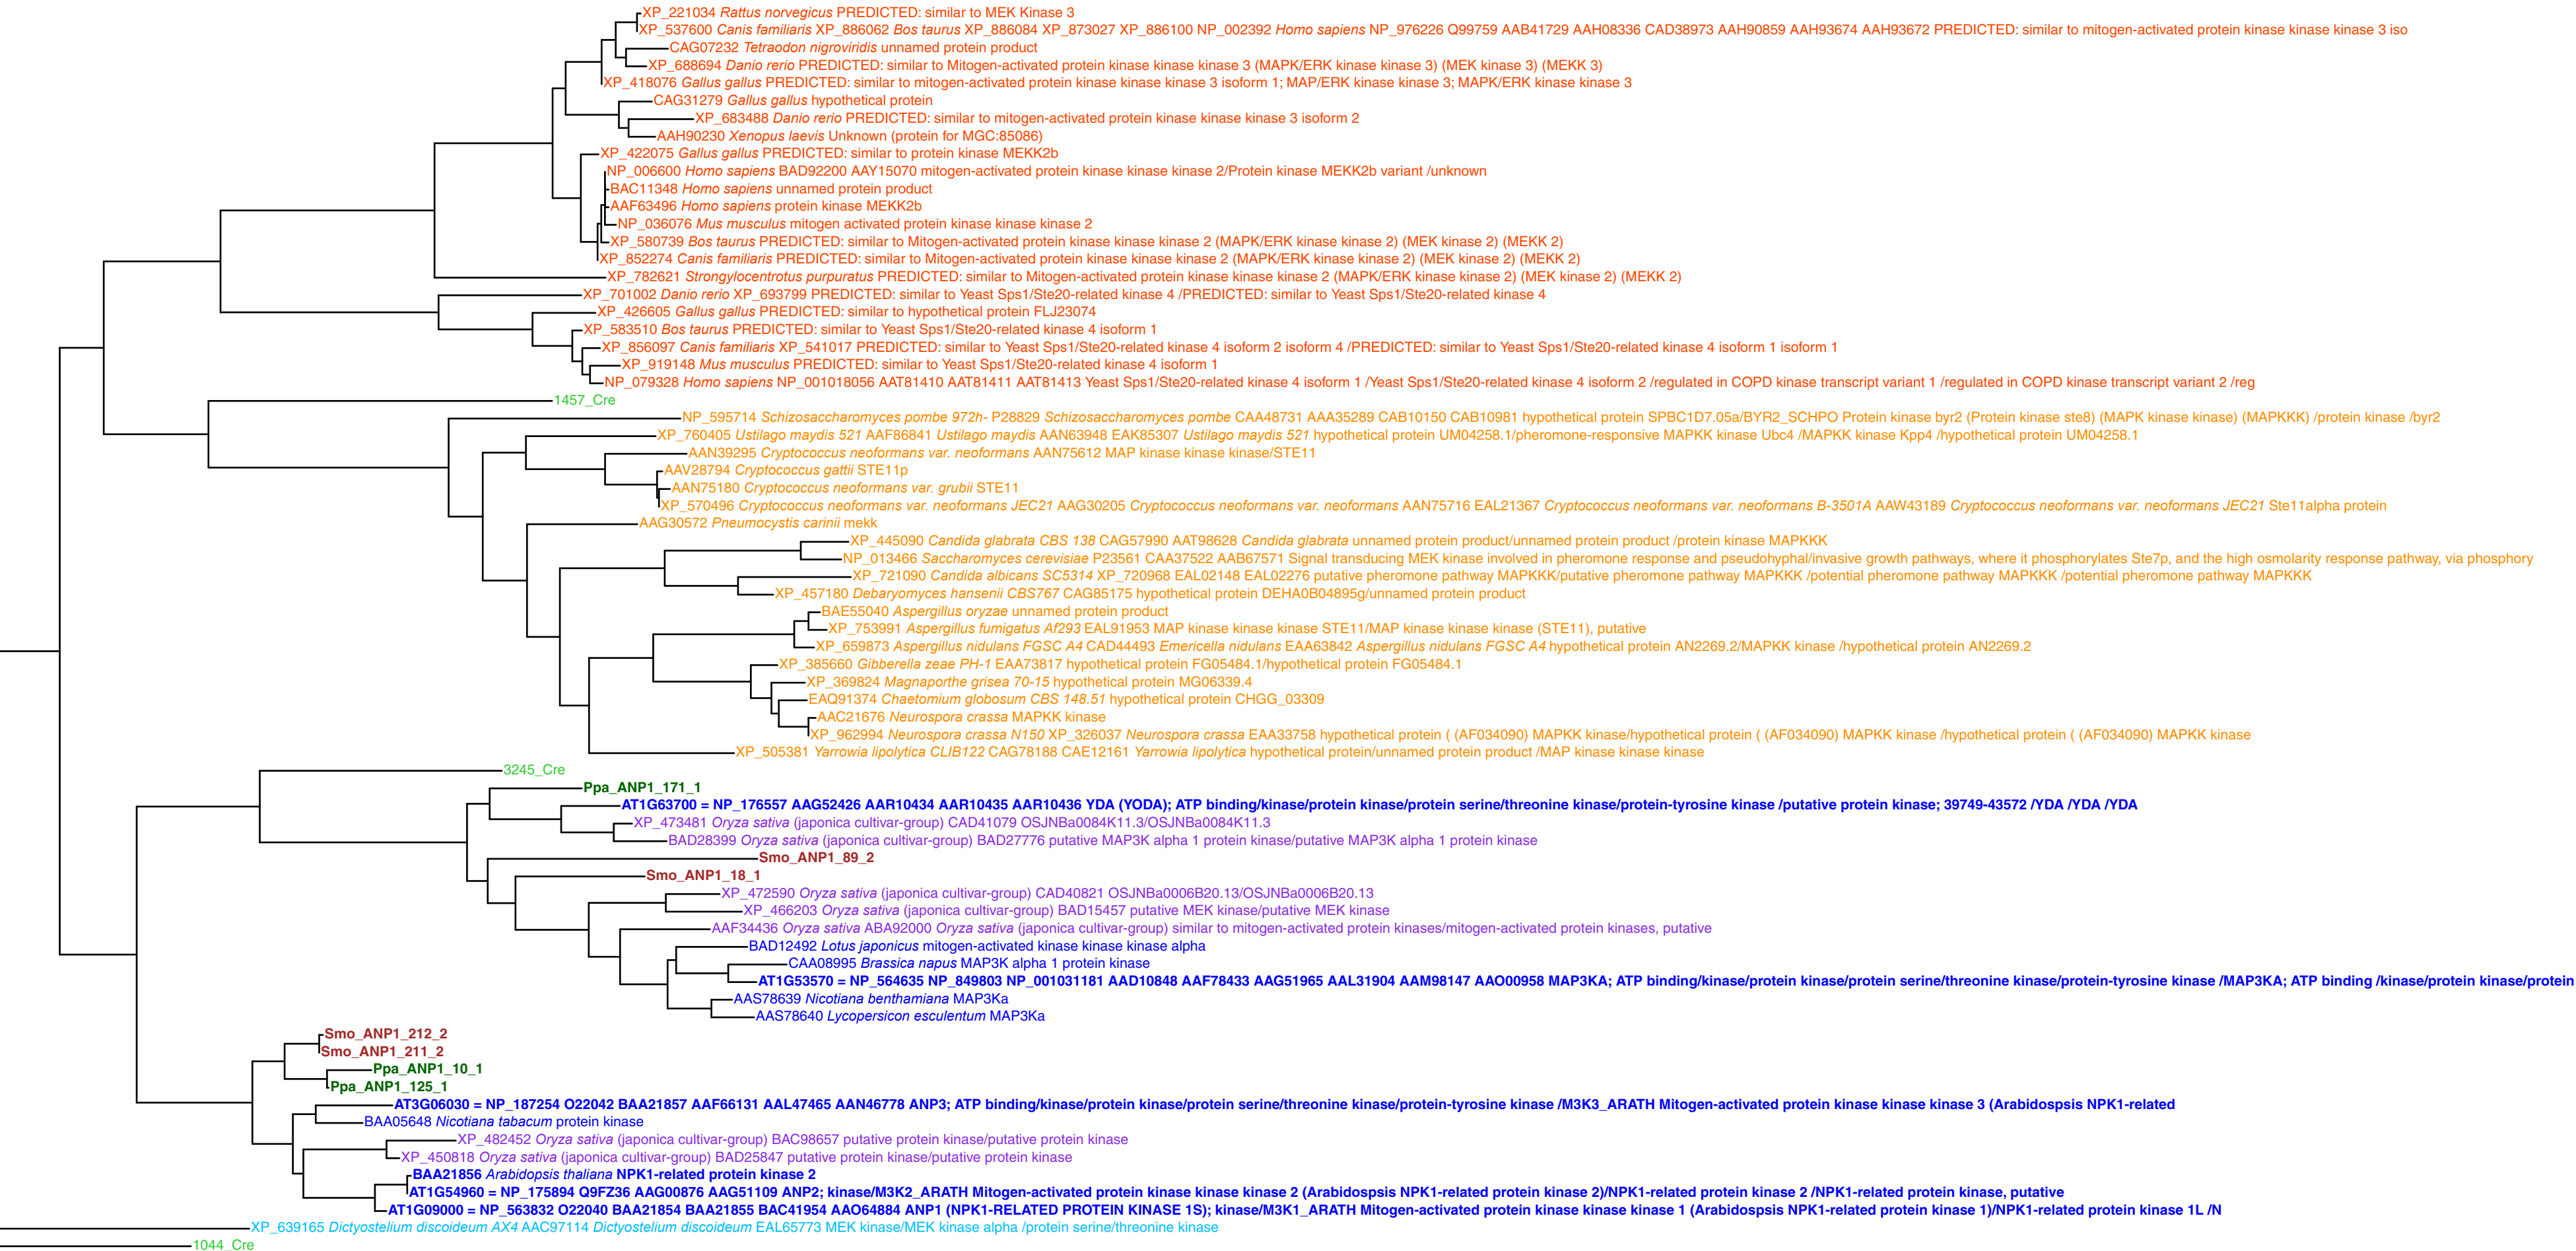 XP_221034 Rattus norvegicus PREDICTED: similar to MEK Kinase 3
XP_537600 Canis familiaris XP_886062 Bos taurus XP_886084 XP_873027 XP_886100 NP_002392 Homo sapiens NP_976226 Q99759 AAB41729 AAH08336 CAD38973 AAH90859 AAH93674 AAH93672 PREDICTED: similar to mitogen-activated protein kinase kinase kinase 3 iso
CAG07232 Tetraodon nigroviridis unnamed protein product
XP_688694 Danio rerio PREDICTED: similar to Mitogen-activated protein kinase kinase kinase 3 (MAPK/ERK kinase kinase 3) (MEK kinase 3) (MEKK 3)
XP_418076 Gallus gallus PREDICTED: similar to mitogen-activated protein kinase kinase kinase 3 isoform 1; MAP/ERK kinase kinase 3; MAPK/ERK kinase kinase 3
CAG31279 Gallus gallus hypothetical protein
XP_683488 Danio rerio PREDICTED: similar to mitogen-activated protein kinase kinase kinase 3 isoform 2
AAH90230 Xenopus laevis Unknown (protein for MGC:85086)
XP_422075 Gallus gallus PREDICTED: similar to protein kinase MEKK2b
NP_006600 Homo sapiens BAD92200 AAY15070 mitogen-activated protein kinase kinase kinase 2/Protein kinase MEKK2b variant /unknown
BAC11348 Homo sapiens unnamed protein product
AAF63496 Homo sapiens protein kinase MEKK2b
NP_036076 Mus musculus mitogen activated protein kinase kinase kinase 2
XP_580739 Bos taurus PREDICTED: similar to Mitogen-activated protein kinase kinase kinase 2 (MAPK/ERK kinase kinase 2) (MEK kinase 2) (MEKK 2)
XP_852274 Canis familiaris PREDICTED: similar to Mitogen-activated protein kinase kinase kinase 2 (MAPK/ERK kinase kinase 2) (MEK kinase 2) (MEKK 2)
XP_782621 Strongylocentrotus purpuratus PREDICTED: similar to Mitogen-activated protein kinase kinase kinase 2 (MAPK/ERK kinase kinase 2) (MEK kinase 2) (MEKK 2)
XP_701002 Danio rerio XP_693799 PREDICTED: similar to Yeast Sps1/Ste20-related kinase 4 /PREDICTED: similar to Yeast Sps1/Ste20-related kinase 4
XP_426605 Gallus gallus PREDICTED: similar to hypothetical protein FLJ23074
XP_583510 Bos taurus PREDICTED: similar to Yeast Sps1/Ste20-related kinase 4 isoform 1
XP_856097 Canis familiaris XP_541017 PREDICTED: similar to Yeast Sps1/Ste20-related kinase 4 isoform 2 isoform 4 /PREDICTED: similar to Yeast Sps1/Ste20-related kinase 4 isoform 1 isoform 1
XP_919148 Mus musculus PREDICTED: similar to Yeast Sps1/Ste20-related kinase 4 isoform 1
NP_079328 Homo sapiens NP_001018056 AAT81410 AAT81411 AAT81413 Yeast Sps1/Ste20-related kinase 4 isoform 1 /Yeast Sps1/Ste20-related kinase 4 isoform 2 /regulated in COPD kinase transcript variant 1 /regulated in COPD kinase transcript variant 2 /reg
1457_Cre
NP_595714 Schizosaccharomyces pombe 972h- P28829 Schizosaccharomyces pombe CAA48731 AAA35289 CAB10150 CAB10981 hypothetical protein SPBC1D7.05a/BYR2_SCHPO Protein kinase byr2 (Protein kinase ste8) (MAPK kinase kinase) (MAPKKK) /protein kinase /byr2
XP_760405 Ustilago maydis 521 AAF86841 Ustilago maydis AAN63948 EAK85307 Ustilago maydis 521 hypothetical protein UM04258.1/pheromone-responsive MAPKK kinase Ubc4 /MAPKK kinase Kpp4 /hypothetical protein UM04258.1
AAN39295 Cryptococcus neoformans var. neoformans AAN75612 MAP kinase kinase kinase/STE11
AAV28794 Cryptococcus gattii STE11p
AAN75180 Cryptococcus neoformans var. grubii STE11
XP_570496 Cryptococcus neoformans var. neoformans JEC21 AAG30205 Cryptococcus neoformans var. neoformans AAN75716 EAL21367 Cryptococcus neoformans var. neoformans B-3501A AAW43189 Cryptococcus neoformans var. neoformans JEC21 Ste11alpha protein
AAG30572 Pneumocystis carinii mekk
XP_445090 Candida glabrata CBS 138 CAG57990 AAT98628 Candida glabrata unnamed protein product/unnamed protein product /protein kinase MAPKKK
NP_013466 Saccharomyces cerevisiae P23561 CAA37522 AAB67571 Signal transducing MEK kinase involved in pheromone response and pseudohyphal/invasive growth pathways, where it phosphorylates Ste7p, and the high osmolarity response pathway, via phosphory
XP_721090 Candida albicans SC5314 XP_720968 EAL02148 EAL02276 putative pheromone pathway MAPKKK/putative pheromone pathway MAPKKK /potential pheromone pathway MAPKKK /potential pheromone pathway MAPKKK
XP_457180 Debaryomyces hansenii CBS767 CAG85175 hypothetical protein DEHA0B04895g/unnamed protein product
BAE55040 Aspergillus oryzae unnamed protein product
XP_753991 Aspergillus fumigatus Af293 EAL91953 MAP kinase kinase kinase STE11/MAP kinase kinase kinase (STE11), putative
XP_659873 Aspergillus nidulans FGSC A4 CAD44493 Emericella nidulans EAA63842 Aspergillus nidulans FGSC A4 hypothetical protein AN2269.2/MAPKK kinase /hypothetical protein AN2269.2
XP_385660 Gibberella zeae PH-1 EAA73817 hypothetical protein FG05484.1/hypothetical protein FG05484.1
XP_369824 Magnaporthe grisea 70-15 hypothetical protein MG06339.4
EAQ91374 Chaetomium globosum CBS 148.51 hypothetical protein CHGG_03309
AAC21676 Neurospora crassa MAPKK kinase
XP_962994 Neurospora crassa N150 XP_326037 Neurospora crassa EAA33758 hypothetical protein ( (AF034090) MAPKK kinase/hypothetical protein ( (AF034090) MAPKK kinase /hypothetical protein ( (AF034090) MAPKK kinase
XP_505381 Yarrowia lipolytica CLIB122 CAG78188 CAE12161 Yarrowia lipolytica hypothetical protein/unnamed protein product /MAP kinase kinase kinase
3245_Cre
Ppa_ANP1_171_1
AT1G63700 = NP_176557 AAG52426 AAR10434 AAR10435 AAR10436 YDA (YODA); ATP binding/kinase/protein kinase/protein serine/threonine kinase/protein-tyrosine kinase /putative protein kinase; 39749-43572 /YDA /YDA /YDA
XP_473481 Oryza sativa (japonica cultivar-group) CAD41079 OSJNBa0084K11.3/OSJNBa0084K11.3
BAD28399 Oryza sativa (japonica cultivar-group) BAD27776 putative MAP3K alpha 1 protein kinase/putative MAP3K alpha 1 protein kinase
Smo_ANP1_89_2
Smo_ANP1_18_1
XP_472590 Oryza sativa (japonica cultivar-group) CAD40821 OSJNBa0006B20.13/OSJNBa0006B20.13
XP_466203 Oryza sativa (japonica cultivar-group) BAD15457 putative MEK kinase/putative MEK kinase
AAF34436 Oryza sativa ABA92000 Oryza sativa (japonica cultivar-group) similar to mitogen-activated protein kinases/mitogen-activated protein kinases, putative
BAD12492 Lotus japonicus mitogen-activated kinase kinase kinase alpha
CAA08995 Brassica napus MAP3K alpha 1 protein kinase
AT1G53570 = NP_564635 NP_849803 NP_001031181 AAD10848 AAF78433 AAG51965 AAL31904 AAM98147 AAO00958 MAP3KA; ATP binding/kinase/protein kinase/protein serine/threonine kinase/protein-tyrosine kinase /MAP3KA; ATP binding /kinase/protein kinase/protein
AAS78639 Nicotiana benthamiana MAP3Ka
AAS78640 Lycopersicon esculentum MAP3Ka
Smo_ANP1_212_2
Smo_ANP1_211_2
Ppa_ANP1_10_1
Ppa_ANP1_125_1
AT3G06030 = NP_187254 O22042 BAA21857 AAF66131 AAL47465 AAN46778 ANP3; ATP binding/kinase/protein kinase/protein serine/threonine kinase/protein-tyrosine kinase /M3K3_ARATH Mitogen-activated protein kinase kinase kinase 3 (Arabidospsis NPK1-related
BAA05648 Nicotiana tabacum protein kinase
XP_482452 Oryza sativa (japonica cultivar-group) BAC98657 putative protein kinase/putative protein kinase
XP_450818 Oryza sativa (japonica cultivar-group) BAD25847 putative protein kinase/putative protein kinase
BAA21856 Arabidopsis thaliana NPK1-related protein kinase 2
AT1G54960 = NP_175894 Q9FZ36 AAG00876 AAG51109 ANP2; kinase/M3K2_ARATH Mitogen-activated protein kinase kinase kinase 2 (Arabidospsis NPK1-related protein kinase 2)/NPK1-related protein kinase 2 /NPK1-related protein kinase, putative
AT1G09000 = NP_563832 O22040 BAA21854 BAA21855 BAC41954 AAO64884 ANP1 (NPK1-RELATED PROTEIN KINASE 1S); kinase/M3K1_ARATH Mitogen-activated protein kinase kinase kinase 1 (Arabidospsis NPK1-related protein kinase 1)/NPK1-related protein kinase 1L /N
XP_639165 Dictyostelium discoideum AX4 AAC97114 Dictyostelium discoideum EAL65773 MEK kinase/MEK kinase alpha /protein serine/threonine kinase
1044_Cre